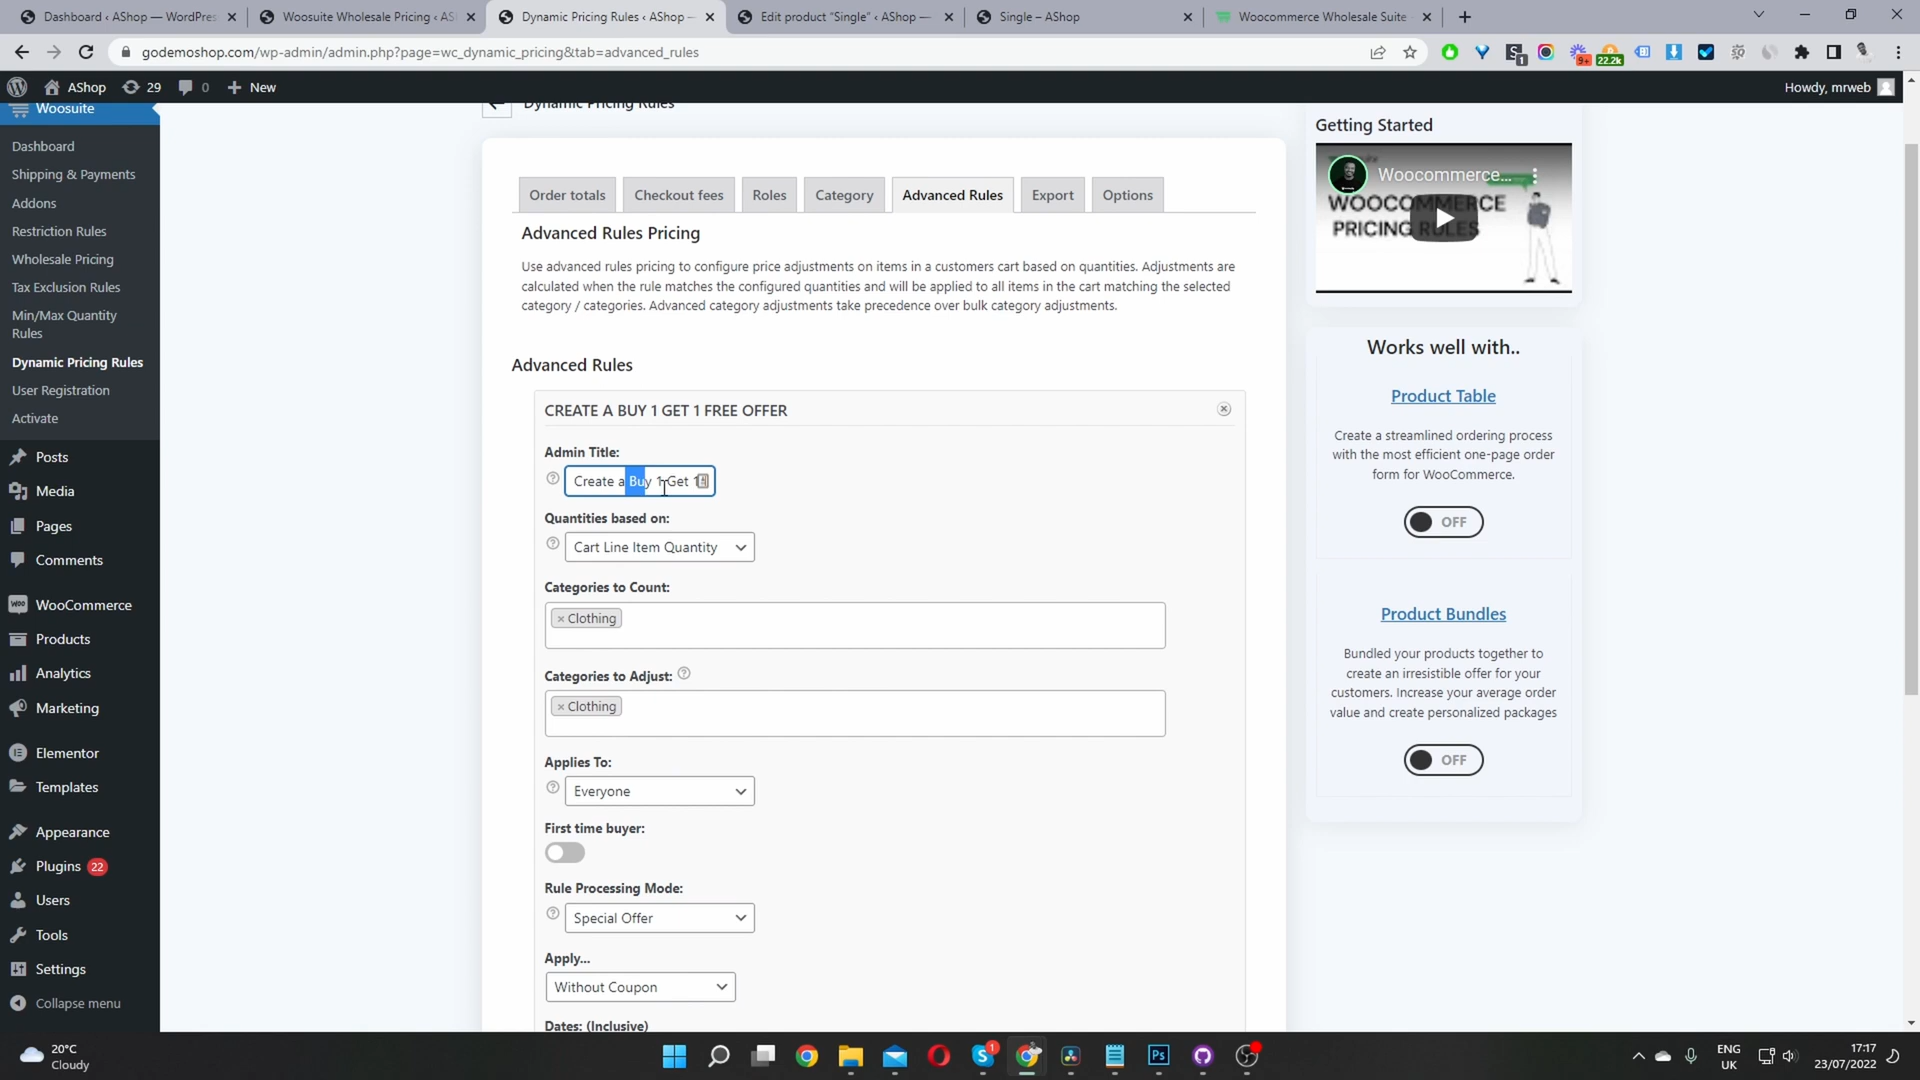 Dashboard ‹ AShop — WordPres
Woosuite Wholesale Pricing ‹ AS
Dynamic Pricing Rules ‹ AShop —
Edit product “Single” ‹ AShop —
Single – AShop
Woocommerce Wholesale Suite -
godemoshop.com/wp-admin/admin.php?page=wc_dynamic_pricing&tab=advanced_rules
1
9+
22.2k
AShop
29
0
New
Howdy, mrweb
Woosuite
Dashboard
Shipping & Payments
Addons
Restriction Rules
Wholesale Pricing
Tax Exclusion Rules
Min/Max Quantity
Rules
Dynamic Pricing Rules
User Registration
Activate
Posts
Media
Pages
Comments
WooCommerce
Products
Analytics
Marketing
Elementor
Templates
Appearance
Plugins 22
Users
Tools
Settings
Collapse menu
Dynamic Pricing Rules
Order totals
Checkout fees
Roles
Category
Advanced Rules
Export
Options
Advanced Rules Pricing
Use advanced rules pricing to configure price adjustments on items in a customers cart based on quantities. Adjustments are
calculated when the rule matches the configured quantities and will be applied to all items in the cart matching the selected
category / categories. Advanced category adjustments take precedence over bulk category adjustments.
Advanced Rules
CREATE A BUY 1 GET 1 FREE OFFER
Admin Title:
Create a Buy 1 Get 1
Quantities based on:
Cart Line Item Quantity
Categories to Count:
× Clothing
Categories to Adjust:
× Clothing
Applies To:
Everyone
First time buyer:
Rule Processing Mode:
Special Offer
Apply...
Without Coupon
Dates: (Inclusive)
Getting Started
Woocommerce...
WOOCOMMERCE
PRICING RULES
Works well with..
Product Table
Create a streamlined ordering process
with the most efficient one-page order
form for WooCommerce.
OFF
Product Bundles
Bundled your products together to
create an irresistible offer for your
customers. Increase your average order
value and create personalized packages
OFF
20°C
Cloudy
1
ENG
UK
17:17
23/07/2022